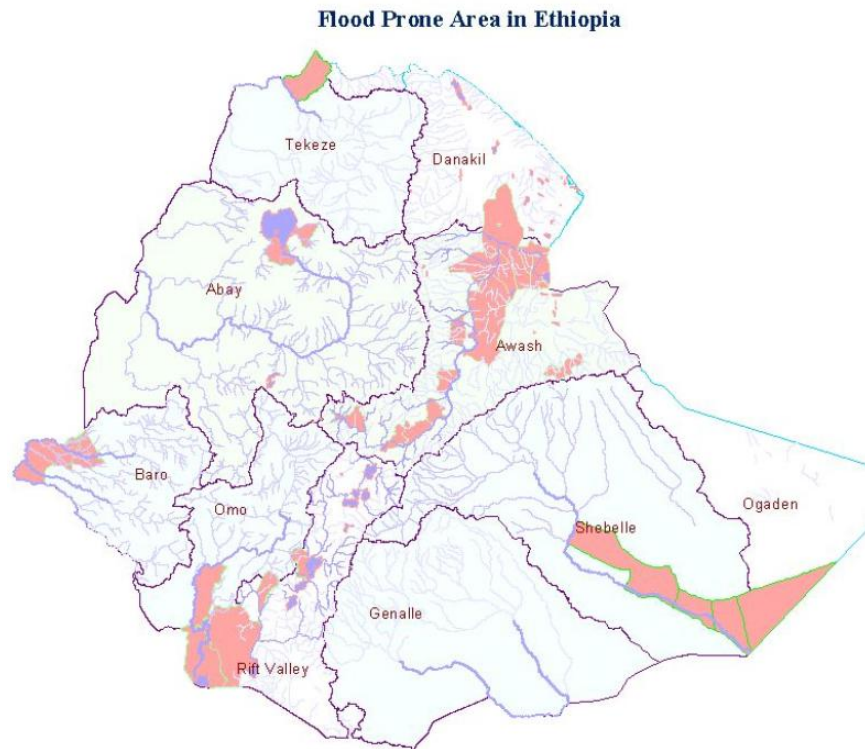 Flood Prone Area in Ethiopia
Tekeze
Danakil
Abay
Awash
Baro
Omo
Shebelle
Ogaden
Genalle
Rift Valley